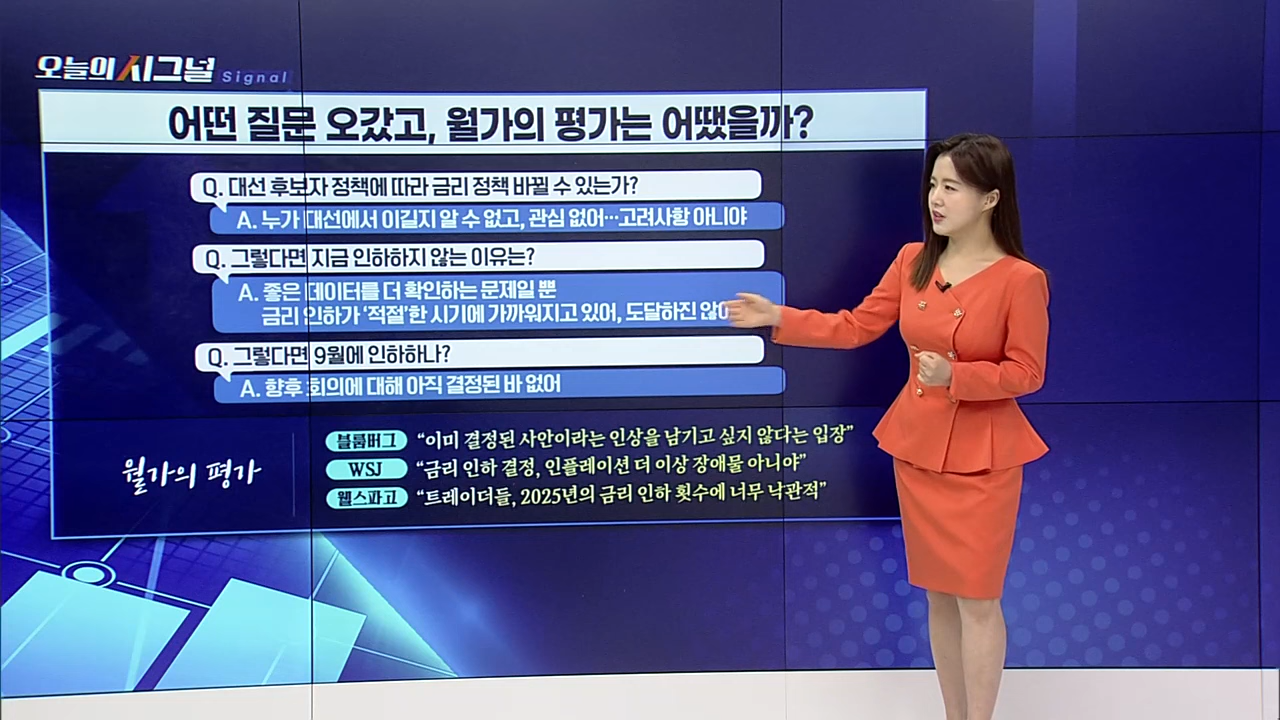 오늘의 시그널 Signal
어떤 질문 오갔고, 월가의 평가는 어땠을까?
Q. 대선 후보자 정책에 따라 금리 정책 바뀔 수 있는가?
A. 누가 대선에서 이길지 알 수 없고, 관심 없어…고려사항 아니야
Q. 그렇다면 지금 인하하지 않는 이유는?
A. 좋은 데이터를 더 확인하는 문제일 뿐
금리 인하가 '적절'한 시기에 가까워지고 있어, 도달하진
Q. 그렇다면 9월에 인하하나?
A. 향후 회의에 대해 아직 결정된 바 없어
월가의 평가
블룸버그 “이미 결정된 사안이라는 인상을 남기고 싶지 않다는 입장”
WSJ “금리 인하 결정, 인플레이션 더 이상 장애물 아니야”
웰스파고 “트레이더들, 2025년의 금리 인하 횟수에 너무 낙관적”